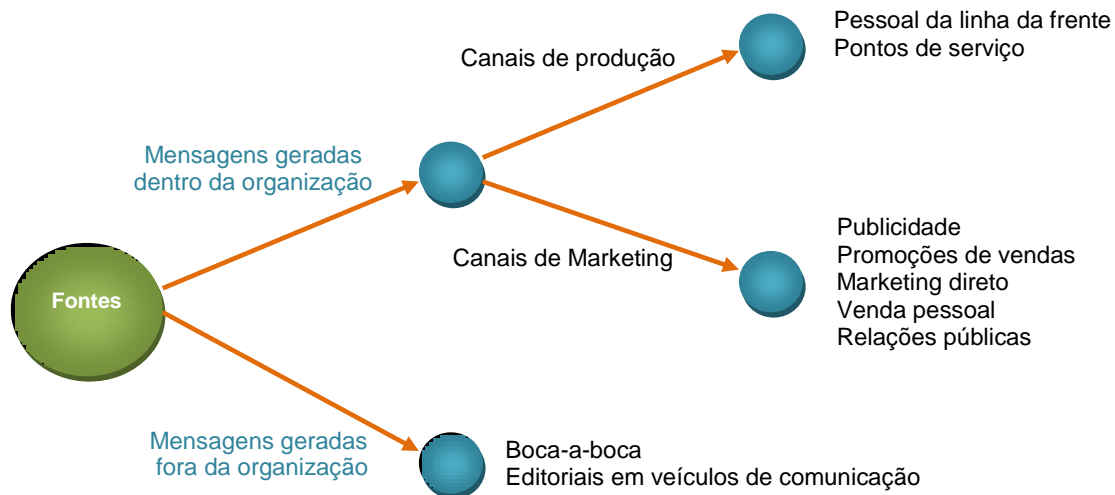 Pessoal da linha da frente
Pontos de serviço
Canais de produção
Mensagens geradas
dentro da organização
Canais de Marketing
Publicidade
Promoções de vendas
Marketing direto
Venda pessoal
Relações públicas
Fontes
Mensagens geradas
fora da organização
Boca-a-boca
Editoriais em veículos de comunicação